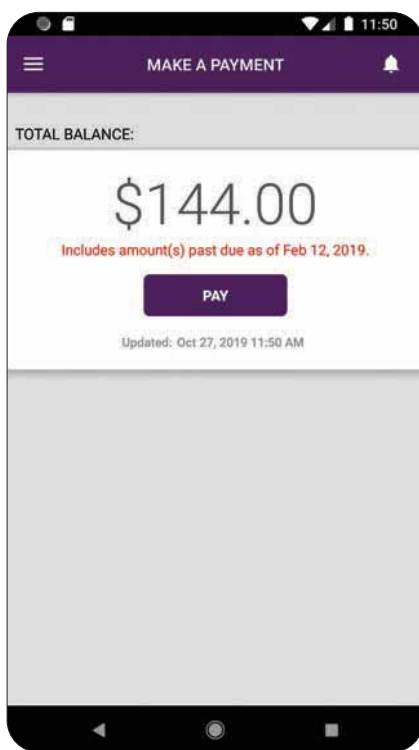 11:50
MAKE A PAYMENT
TOTAL BALANCE:
$144.00
Includes amount(s) past due as of Feb 12, 2019.
PAY
Updated: Oct 27, 2019 11:50 AM